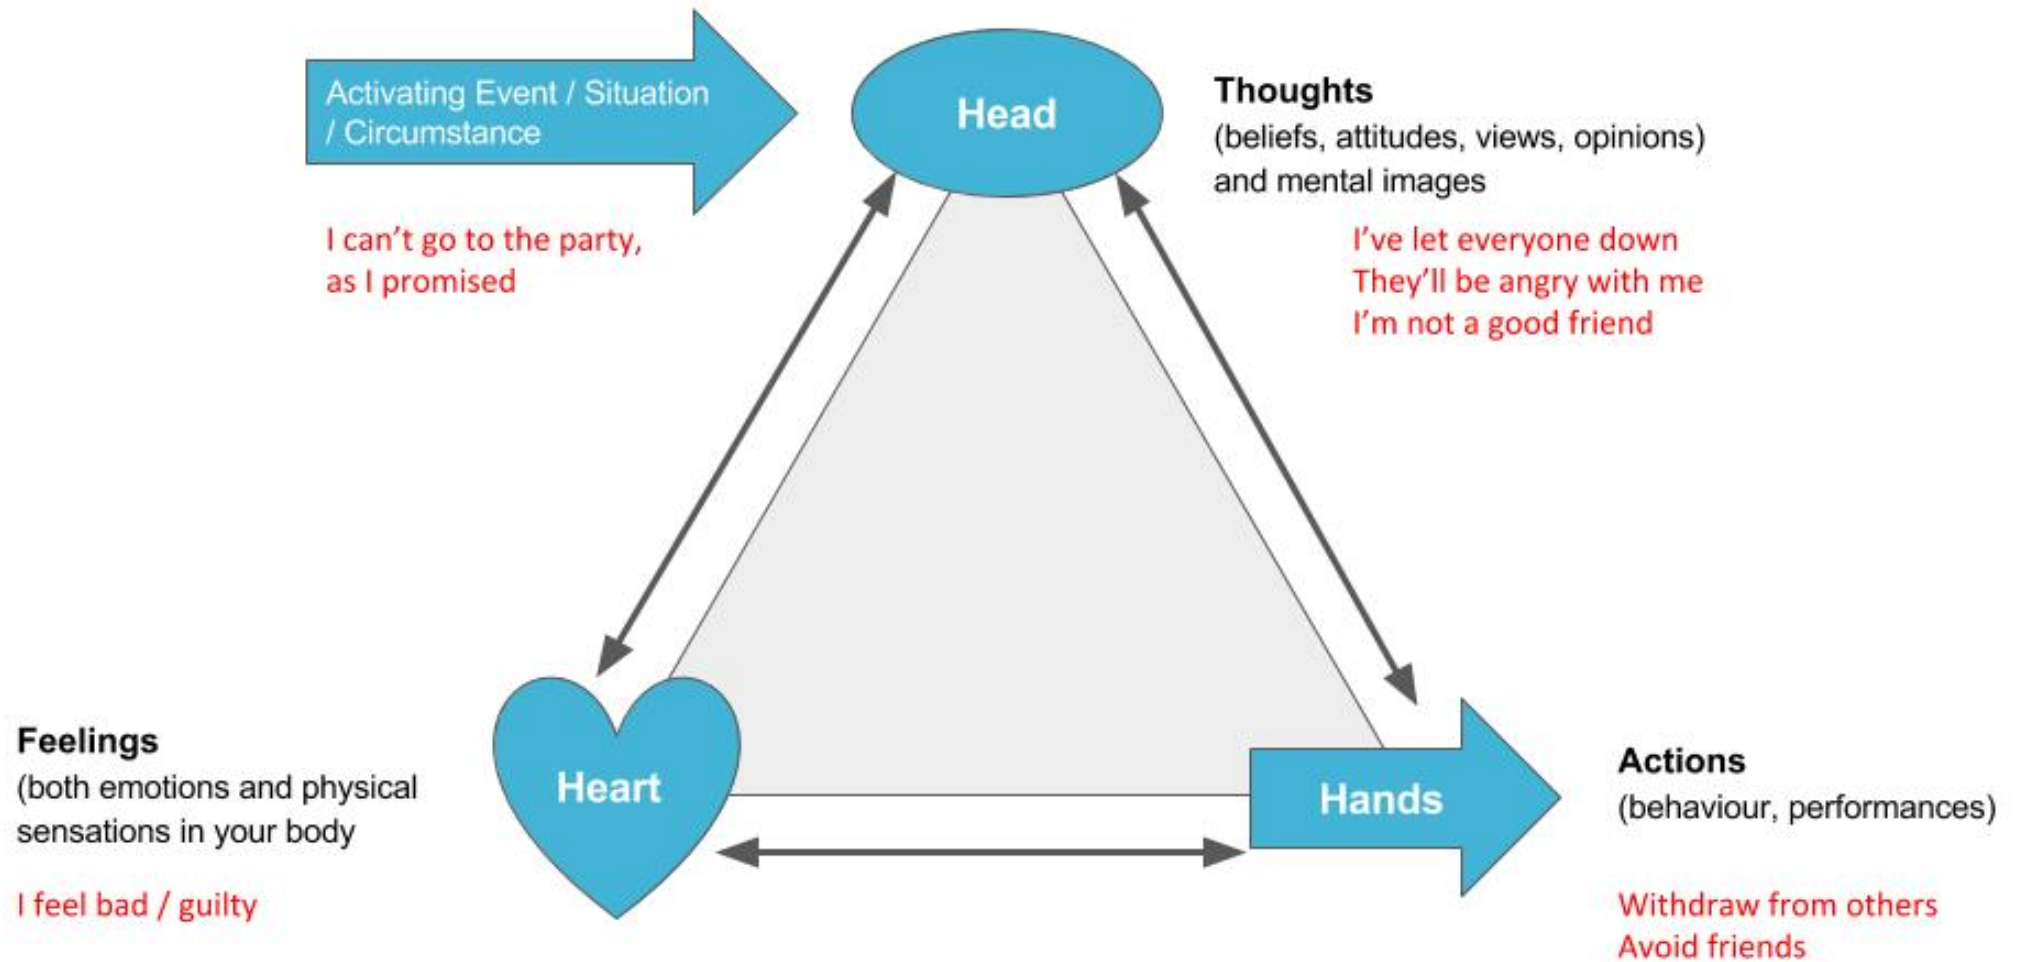 Activating Event / Situation
/ Circumstance
I can't go to the party,
as I promised
Head
Thoughts
(beliefs, attitudes, views, opinions)
and mental images
I've let everyone down
They'll be angry with me
I'm not a good friend
Feelings
(both emotions and physical
sensations in your body
I feel bad / guilty
Heart
Hands
Actions
(behaviour, performances)
Withdraw from others
Avoid friends